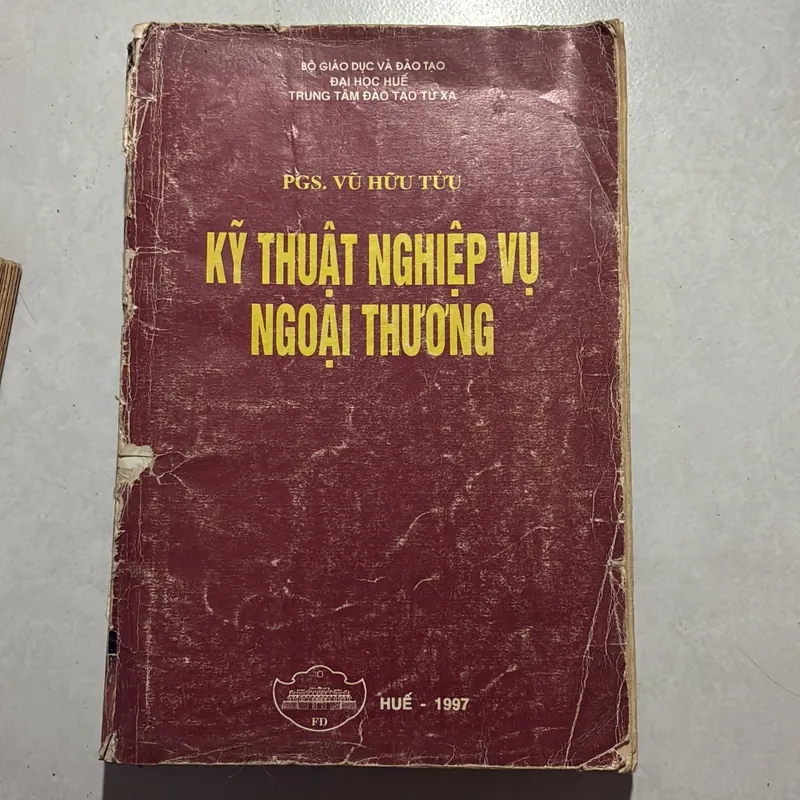 BỘ GIÁO DỤC VÀ ĐÀO TẠO
ĐẠI HỌC HUẾ
TRUNG TÂM ĐÀO TẠO TỪ XA
PGS. VŨ HỮU TỬU
KỸ THUẬT NGHIỆP VỤ
NGOẠI THƯƠNG
FD
HUẾ - 1997